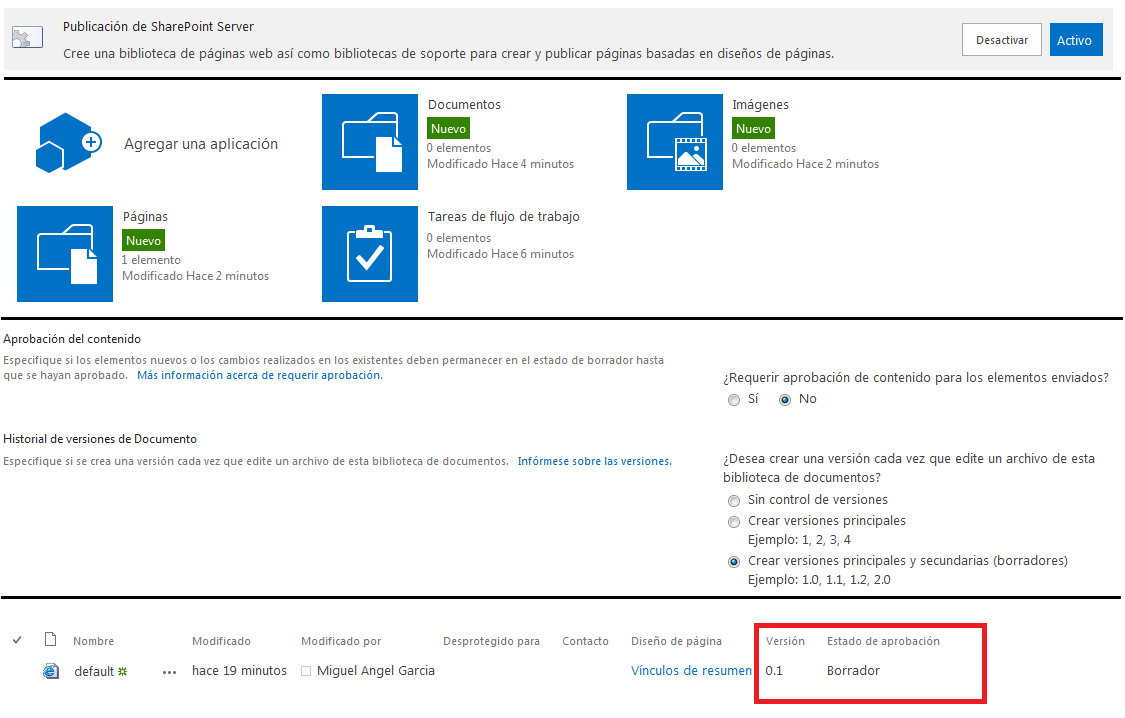 Publicación de SharePoint Server
Cree una biblioteca de páginas web así como bibliotecas de soporte para crear y publicar páginas basadas en diseños de páginas.
Desactivar
Activo
Agregar una aplicación
Documentos
Nuevo
0 elementos
Modificado Hace 4 minutos
Imágenes
Nuevo
0 elementos
Modificado Hace 2 minutos
Páginas
Nuevo
1 elemento
Modificado Hace 2 minutos
Tareas de flujo de trabajo
0 elementos
Modificado Hace 6 minutos
Aprobación del contenido
Especifique si los elementos nuevos o los cambios realizados en los existentes deben permanecer en el estado de borrador hasta
que se hayan aprobado. Más información acerca de requerir aprobación.
¿Requerir aprobación de contenido para los elementos enviados?
Sí No
Historial de versiones de Documento
Especifique si se crea una versión cada vez que edite un archivo de esta biblioteca de documentos. Infórmese sobre las versiones.
¿Desea crear una versión cada vez que edite un archivo de esta
biblioteca de documentos?
Sin control de versiones
Crear versiones principales
Ejemplo: 1, 2, 3, 4
Crear versiones principales y secundarias (borradores)
Ejemplo: 1.0, 1.1, 1.2, 2.0
Nombre Modificado Modificado por Desprotegido para Contacto Diseño de página Versión Estado de aprobación
default ... hace 19 minutos Miguel Angel Garcia Vínculos de resumen 0.1 Borrador